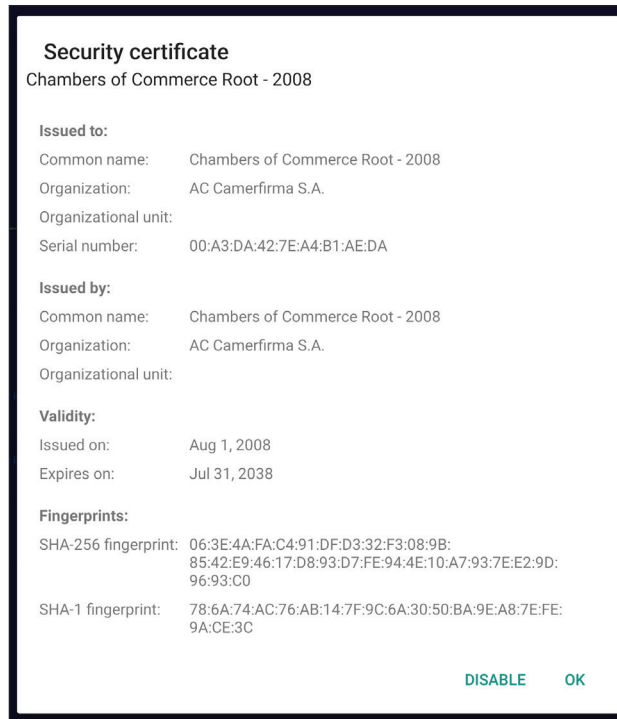 Security certificate
Chambers of Commerce Root - 2008
Issued to:
Common name: Chambers of Commerce Root - 2008
Organization: AC Camerfirma S.A.
Organizational unit:
Serial number: 00:A3:DA:42:7E:A4:B1:AE:DA
Issued by:
Common name: Chambers of Commerce Root - 2008
Organization: AC Camerfirma S.A.
Organizational unit:
Validity:
Issued on: Aug 1, 2008
Expires on: Jul 31, 2038
Fingerprints:
SHA-256 fingerprint: 06:3E:4A:FA:C4:91:DF:D3:32:F3:08:9B:
85:42:E9:46:17:D8:93:D7:FE:94:4E:10:A7:93:7E:E2:9D:
96:93:C0
SHA-1 fingerprint: 78:6A:74:AC:76:AB:14:7F:9C:6A:30:50:BA:9E:A8:7E:FE:
9A:CE:3C
DISABLE OK